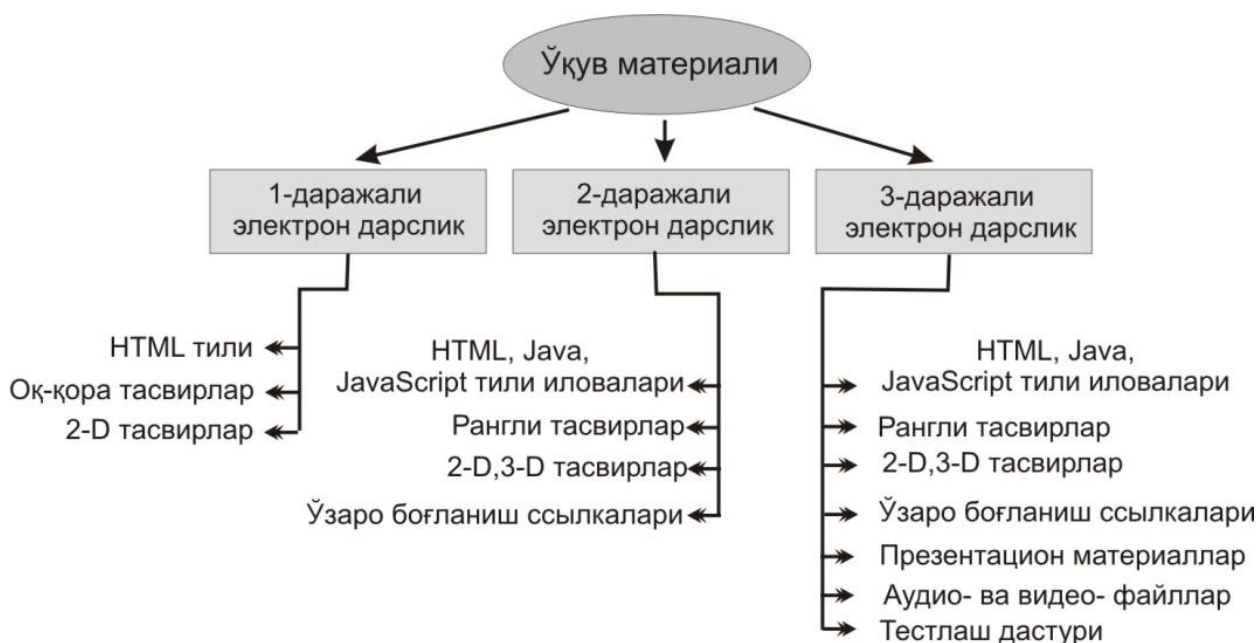 Ўқув материали
1-даражали
электрон дарслик
2-даражали
электрон дарслик
3-даражали
электрон дарслик
HTML тили
Оқ-қора тасвирлар
2-D тасвирлар
HTML, Java,
JavaScript тили иловалари
Рангли тасвирлар
2-D,3-D тасвирлар
Ўзаро боғланиш ссылкалари
HTML, Java,
JavaScript тили иловалари
Рангли тасвирлар
2-D,3-D тасвирлар
Ўзаро боғланиш ссылкалари
Презентацион материаллар
Аудио- ва видео- файллар
Тестлаш дастури